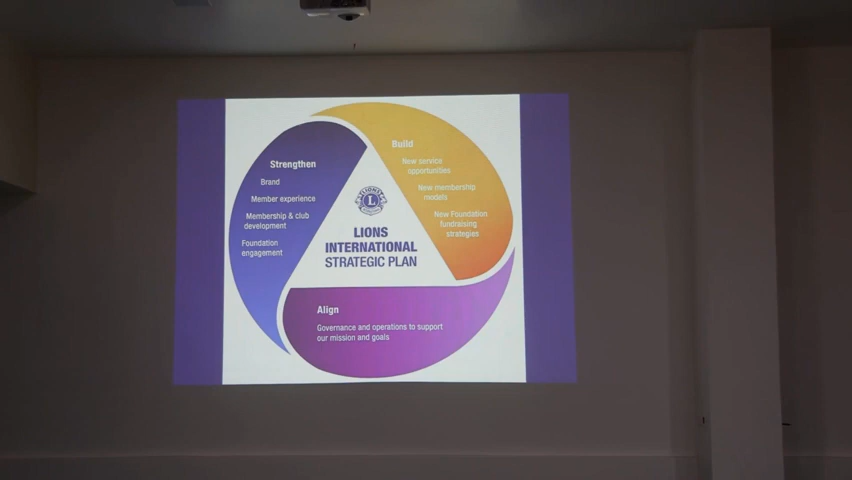 Strengthen
Brand
Member experience
Membership & club
development
Foundation
engagement
Build
New service
opportunities
New membership
models
New Foundation
fundraising
strategies
LIONS
L
LIONS
INTERNATIONAL
STRATEGIC PLAN
Align
Governance and operations to support
our mission and goals